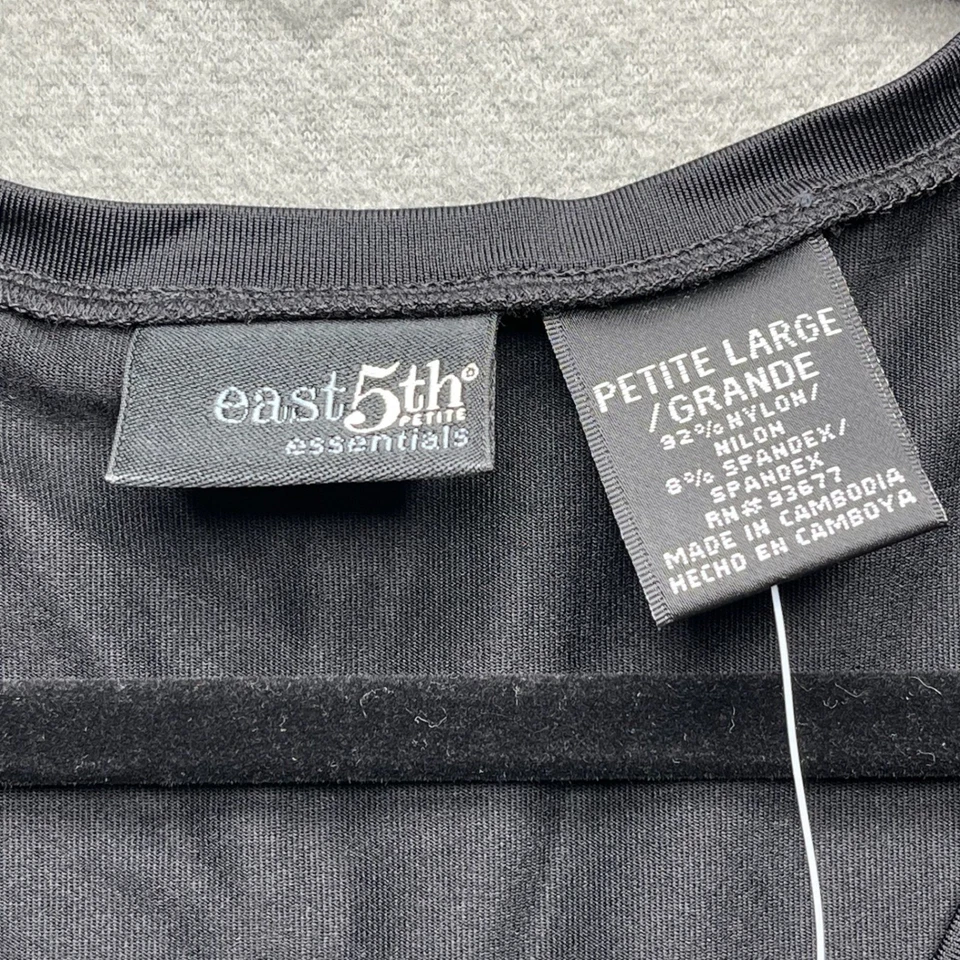 east5th®
PETITE
essentials
PETITE LARGE
/GRANDE
92% NYLON/
NILON
8% SPANDEX/
SPANDEX
RN# 93677
MADE IN CAMBODIA
HECHO EN CAMBOYA